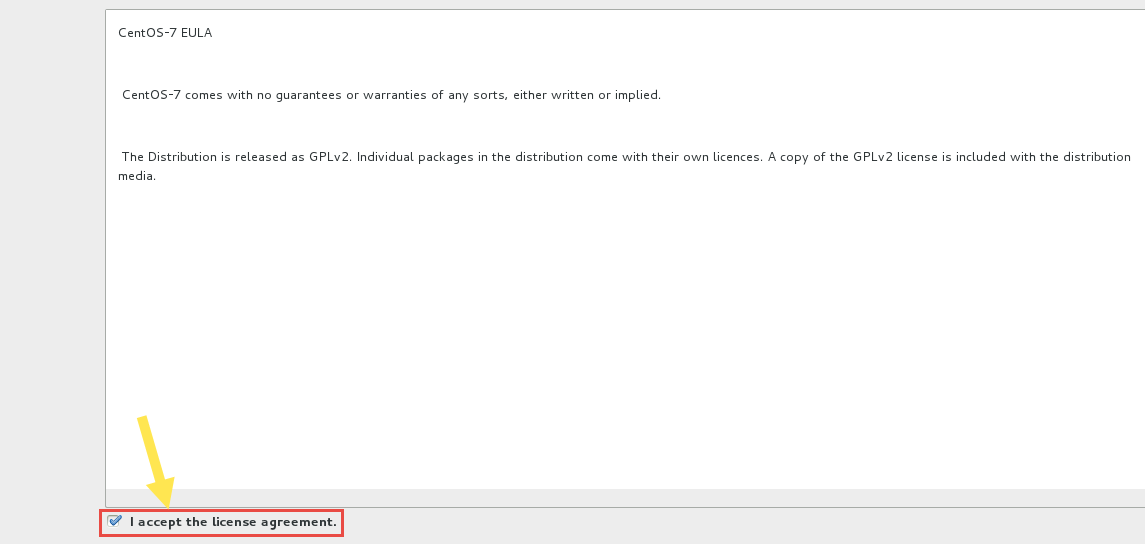 CentOS-7 EULA
CentOS-7 comes with no guarantees or warranties of any sorts, either written or implied.
The Distribution is released as GPLv2. Individual packages in the distribution come with their own licences. A copy of the GPLv2 license is included with the distribution
media.
I accept the license agreement.